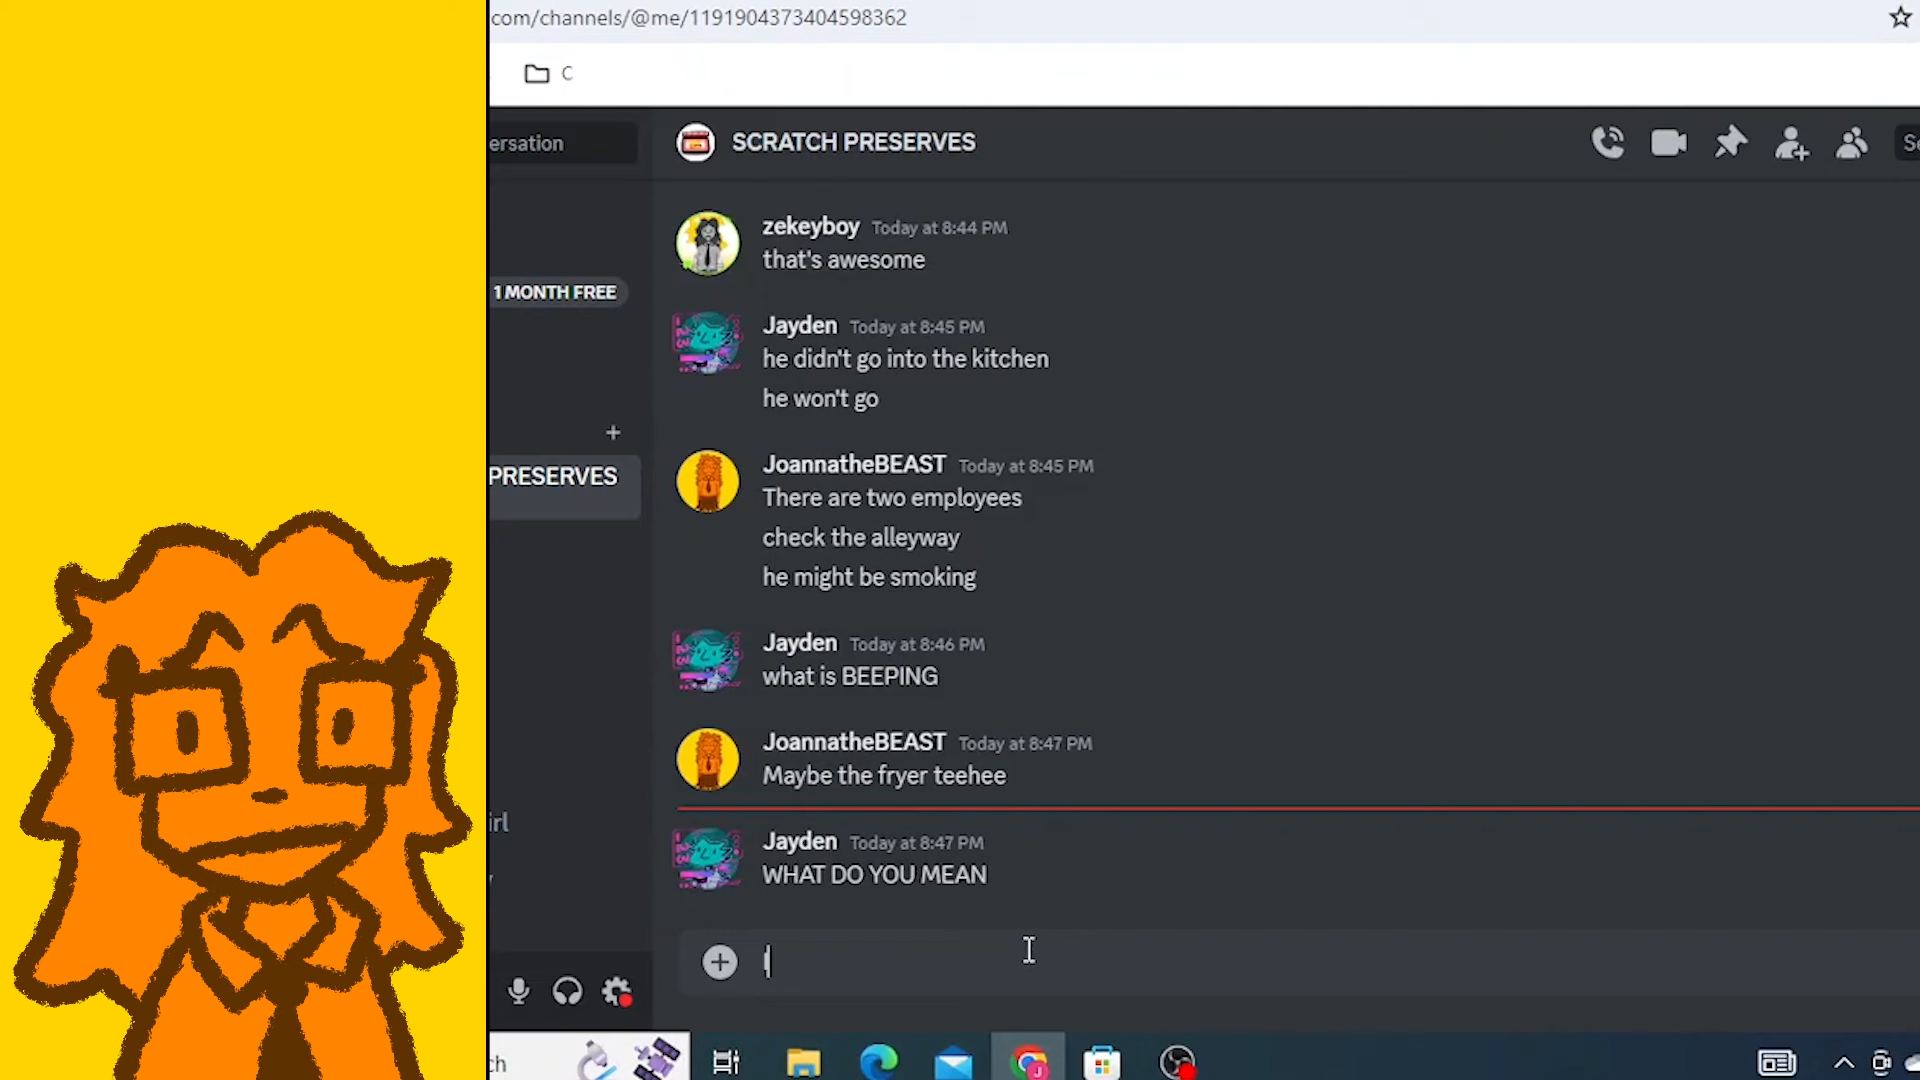 com/channels/@me/1191904373404598362
C
ersation
SCRATCH PRESERVES
Se
1 MONTH FREE
PRESERVES
irl
zekeyboy Today at 8:44 PM
that's awesome
Jayden Today at 8:45 PM
he didn't go into the kitchen
he won't go
JoannatheBEAST Today at 8:45 PM
There are two employees
check the alleyway
he might be smoking
Jayden Today at 8:46 PM
what is BEEPING
JoannatheBEAST Today at 8:47 PM
Maybe the fryer teehee
Jayden Today at 8:47 PM
WHAT DO YOU MEAN
ch
J